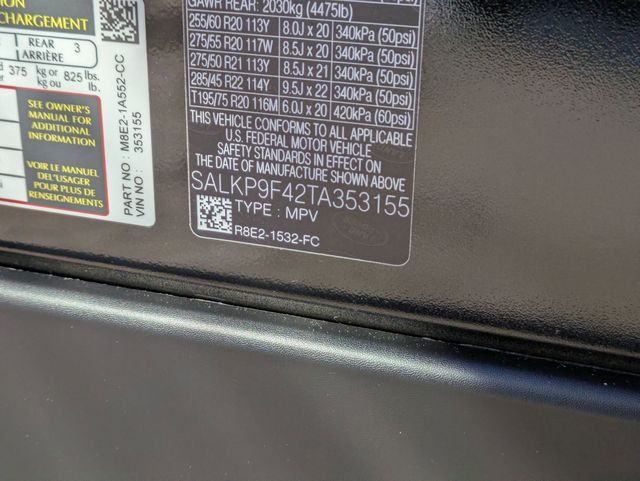 ION
CHARGEMENT
REAR 3
ARRIÈRE
375 kg or 825 lbs.
kg ou lb.
SEE OWNER'S
MANUAL FOR
ADDITIONAL
INFORMATION
VOIR LE MANUEL
DEL"USAGER
POUR PLUS DE
RENSEIGNEMENTS
PART NO : M8E2-1A552-CC
VIN NO : 353155
GAWR REAR: 2030kg (4475lb)
255/60 R20 113Y 8.0J x 20 340kPa (50psi)
275/55 R20 117W 8.5J x 20 340kPa (50psi)
275/50 R21 113Y 8.5J x 21 340kPa (50psi)
285/45 R22 114Y 9.5J x 22 340kPa (50psi)
T195/75 R20 116M 6.0J x 20 420kPa (60psi)
THIS VEHICLE CONFORMS TO ALL APPLICABLE
U.S. FEDERAL MOTOR VEHICLE
SAFETY STANDARDS IN EFFECT ON
THE DATE OF MANUFACTURE SHOWN ABOVE
SALKP9F42TA353155
TYPE : MPV
R8E2-1532-FC